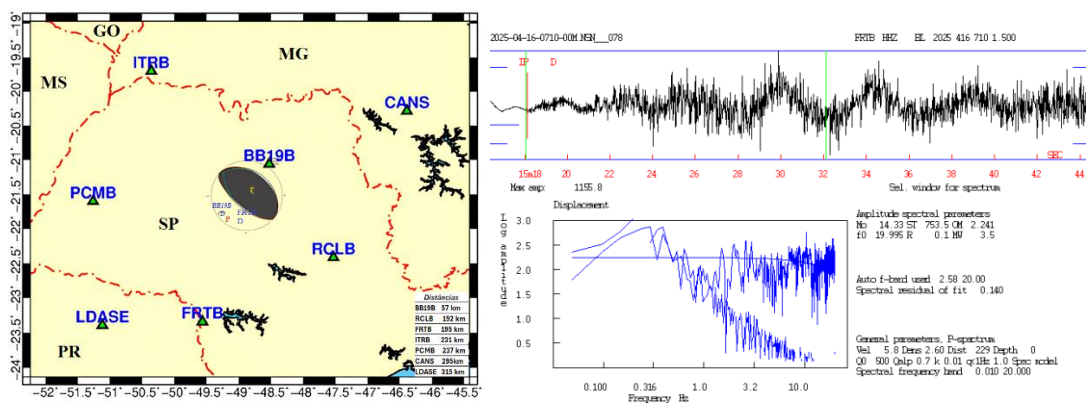 −19
−19.5
−20
−20.5
−21
−21.5
−22
−22.5
−23
−23.5
−24
−52
−51.5
−51
−50.5
−50
−49.5
−49
−48.5
−48
−47.5
−47
−46.5
−46
−45.5
GO
MG
MS
SP
PR
ITRB
CANS
BB19B
PCMB
RCLB
LDASE
FRTB
BB19B
D
P
FRTB
D
T
Distâncias
BB19B 57 km
RCLB 192 km
FRTB 195 km
ITRB 231 km
PCMB 237 km
CANS 295km
LDASE 315 km
2025-04-16-0710-00M.NSN___078
FRTB HHZ BL 2025 416 710 1.500
IP D
SEC
15m18 20 22 24 26 28 30 32 34 36 38 40 42 44
Max amp: 1155.8
Sel. window for spectrum
Displacement
Log amplitude
3.0
2.5
2.0
1.5
1.0
0.5
0.100 0.316 1.0 3.2 10.0
Frequency Hz
Amplitude spectral parameters
Mo 14.33 ST 753.5 OM 2.241
f0 19.995 R 0.1 MW 3.5
Auto f-band used 2.58 20.00
Spectral residual of fit 0.140
General parameters, P-spectrum
Vel 5.8 Dens 2.60 Dist 229 Depth 0
Q0 500 Qalp 0.7 k 0.01 q<1Hz 1.0 Spec model
Spectral frequency band 0.010 20.000